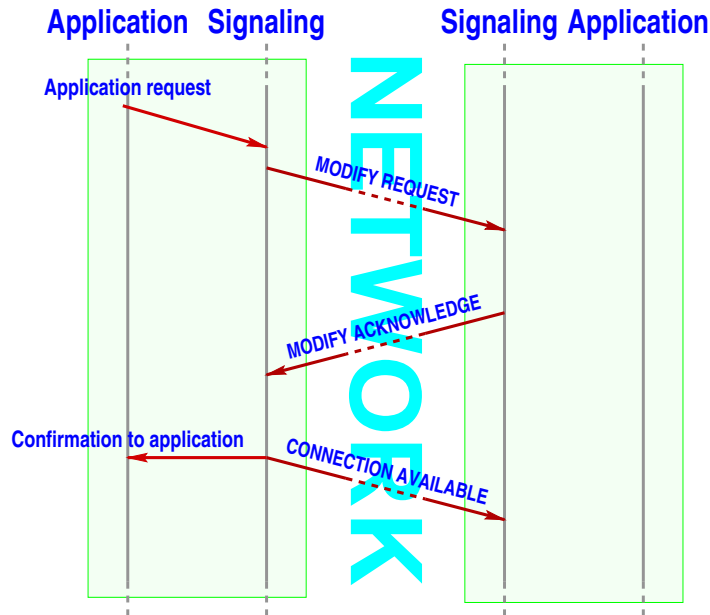 Application Signaling Signaling Application
Application request
MODIFY REQUEST
NETWORK
MODIFY ACKNOWLEDGE
Confirmation to application
CONNECTION AVAILABLE